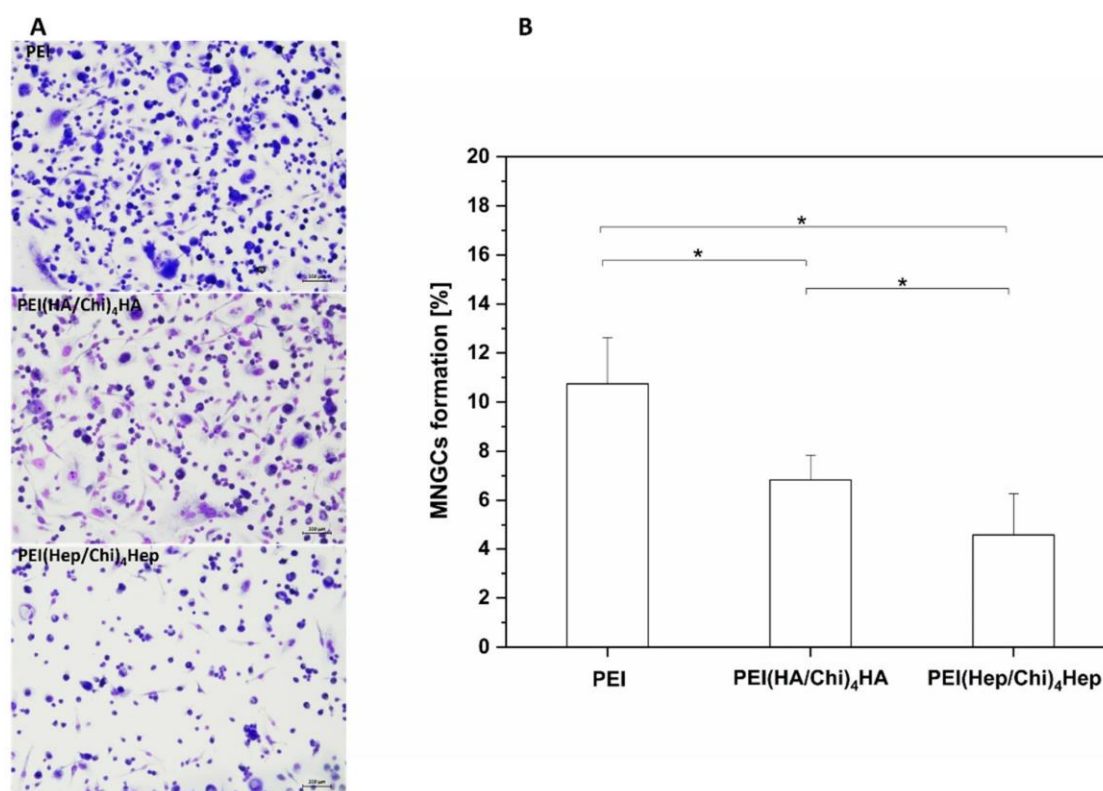 A
PEI
PEI(HA/Chi)₄HA
PEI(Hep/Chi)₄Hep
B
MNGCs formation [%]
20
18
16
14
12
10
8
6
4
2
0
*
*
*
PEI
PEI(HA/Chi)₄HA
PEI(Hep/Chi)₄Hep